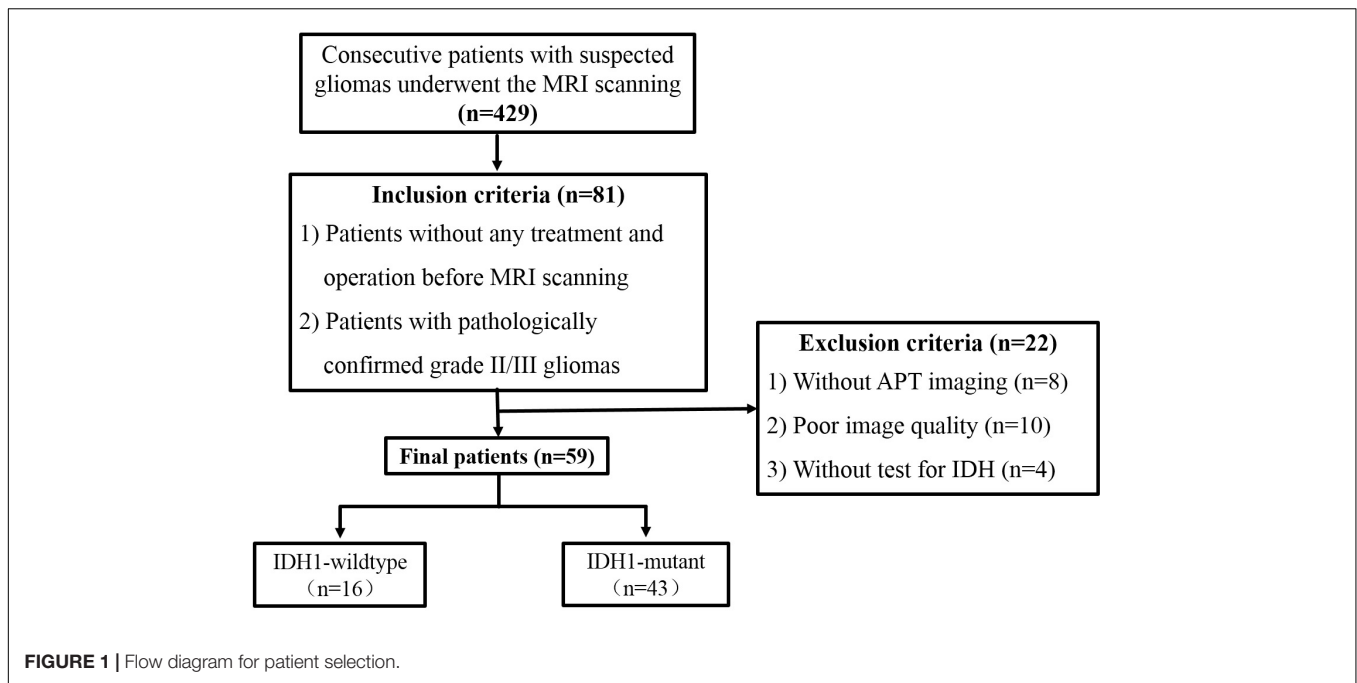 Consecutive patients with suspected
gliomas underwent the MRI scanning
(n=429)
Inclusion criteria (n=81)
1) Patients without any treatment and
operation before MRI scanning
2) Patients with pathologically
confirmed grade II/III gliomas
Exclusion criteria (n=22)
1) Without APT imaging (n=8)
2) Poor image quality (n=10)
3) Without test for IDH (n=4)
Final patients (n=59)
IDH1-wildtype
（n=16）
IDH1-mutant
（n=43）
FIGURE 1 | Flow diagram for patient selection.